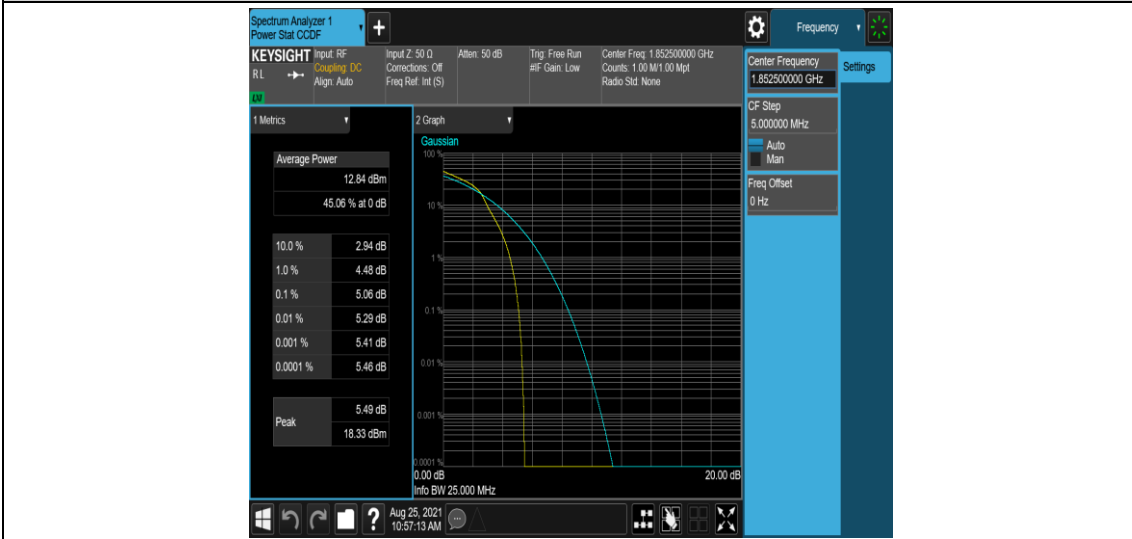 Spectrum Analyzer 1
Power Stat CCDF
+
Frequency
KEYSIGHT
Input: RF
Coupling: DC
Align: Auto
RL
LM
Input Z: 50 Ω
Corrections: Off
Freq Ref: Int (S)
Atten: 50 dB
Trig: Free Run
#IF Gain: Low
Center Freq: 1.852500000 GHz
Counts: 1.00 M/1.00 Mpt
Radio Std: None
Center Frequency
1.852500000 GHz
Settings
CF Step
5.000000 MHz
Auto
Man
Freq Offset
0 Hz
1 Metrics
Average Power
12.84 dBm
45.06 % at 0 dB
10.0 % 2.94 dB
1.0 % 4.48 dB
0.1 % 5.06 dB
0.01 % 5.29 dB
0.001 % 5.41 dB
0.0001 % 5.46 dB
Peak
5.49 dB
18.33 dBm
2 Graph
Gaussian
100 %
10 %
1 %
0.1 %
0.01 %
0.001 %
0.0001 %
0.00 dB
20.00 dB
Info BW 25.000 MHz
?
Aug 25, 2021
10:57:13 AM